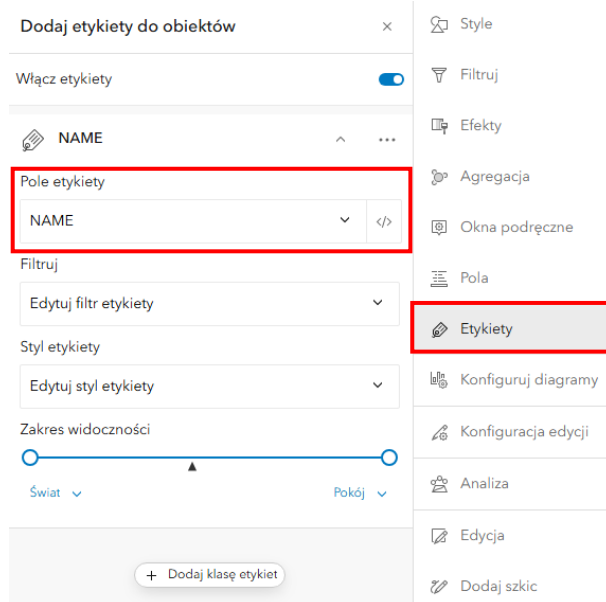 Dodaj etykiety do obiektów
Włącz etykiety
NAME
Pole etykiety
NAME
</>
Filtruj
Edytuj filtr etykiety
Styl etykiety
Edytuj styl etykiety
Zakres widoczności
Świat
Pokój
+ Dodaj klasę etykiet
Style
Filtruj
Efekty
Agregacja
Okna podręczne
Pola
Etykiety
Konfiguruj diagramy
Konfiguracja edycji
Analiza
Edycja
Dodaj szkic